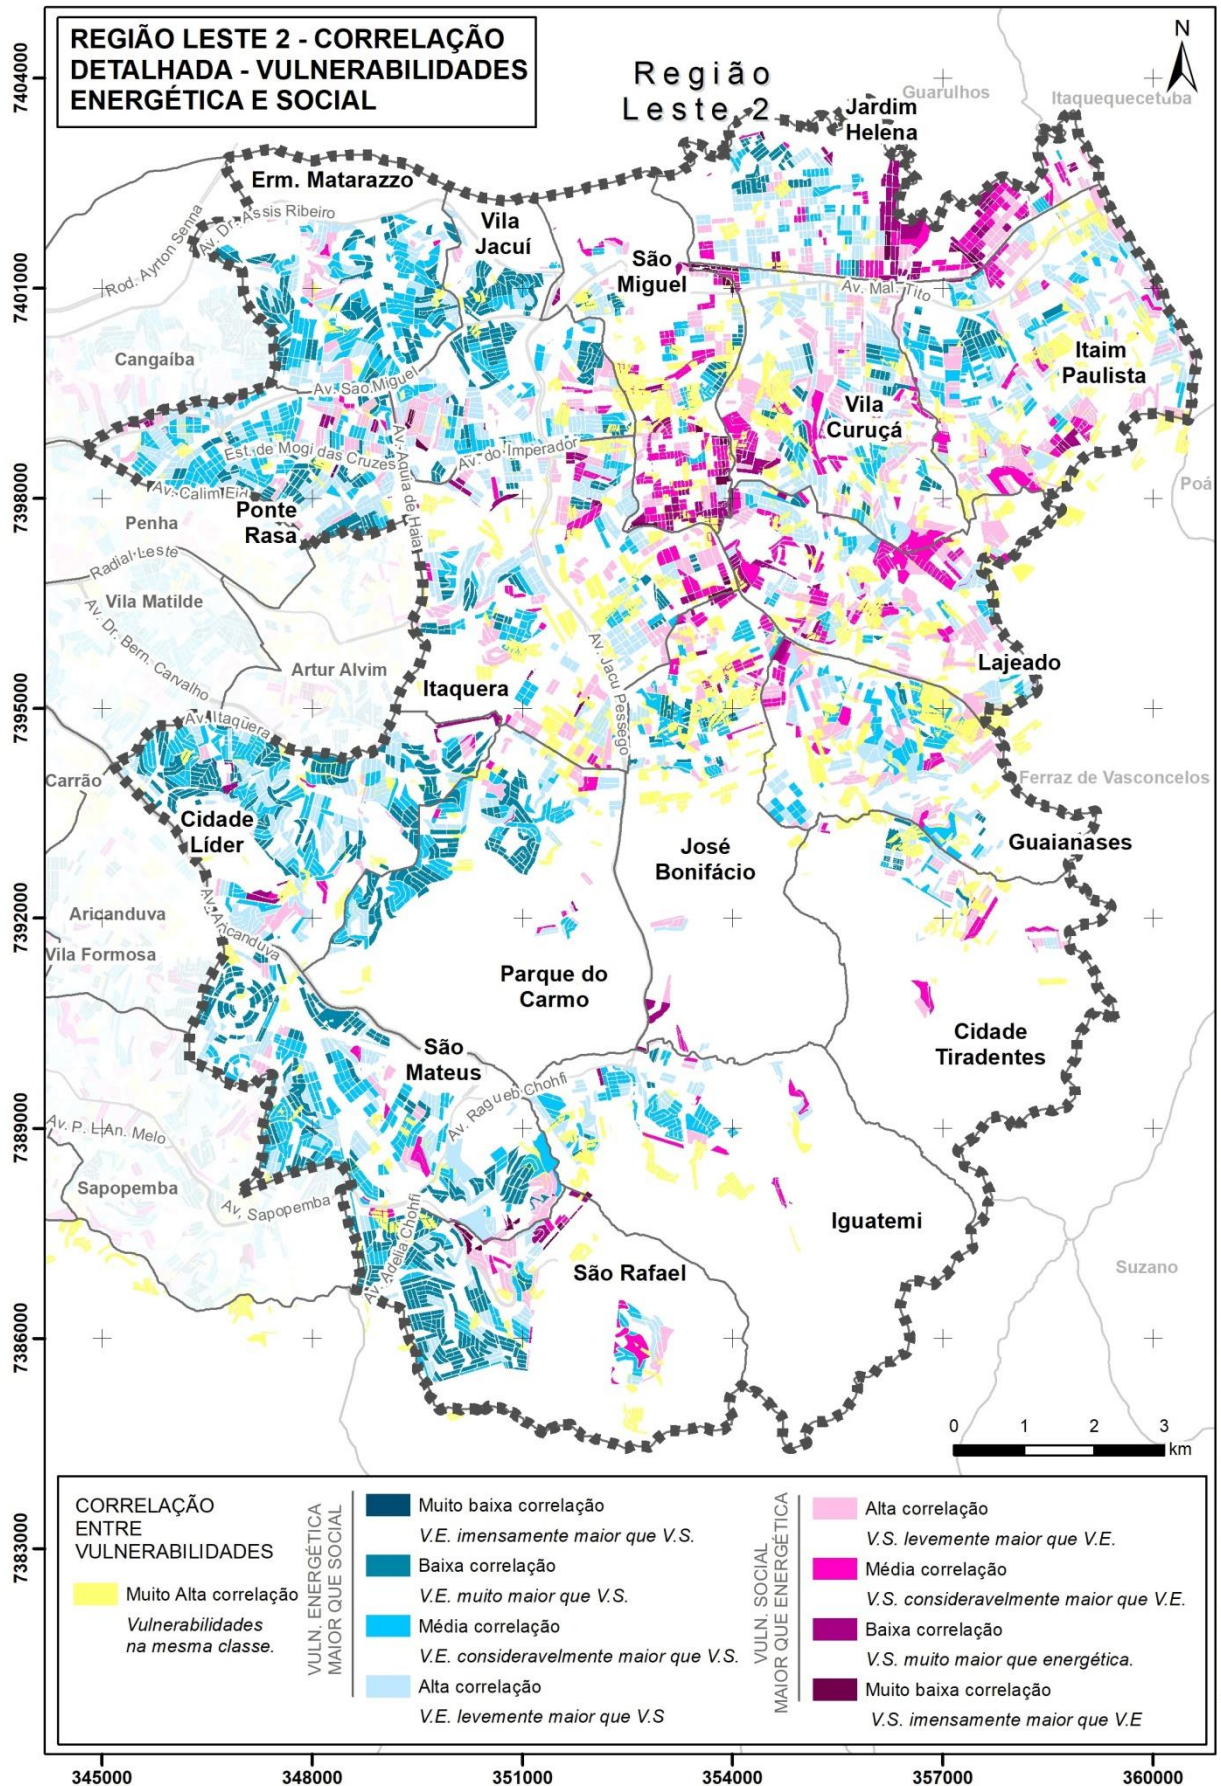 REGIÃO LESTE 2 - CORRELAÇÃO
DETALHADA - VULNERABILIDADES
ENERGÉTICA E SOCIAL
N
Região
Leste 2
Guarulhos
Itaquequecetuba
Jardim
Helena
Erm. Matarazzo
Av. Dr. Assis Ribeiro
Rod. Ayrton Senna
Vila
Jacuí
São
Miguel
Av. Mal. Tito
Cangaíba
Av. Sao Miguel
Itaim
Paulista
Vila
Curuçá
Est. de Mogi das Cruzes
Av. Aguia de Haia
Av. do Imperador
Av. Calim Eid
Ponte
Rasa
Poá
Penha
Radial Leste
Vila Matilde
Av. Dr. Bern. Carvalho
Artur Alvim
Itaquera
Av. Jacu Pessego
Lajeado
Av. Itaquera
Carrão
Ferraz de Vasconcelos
Cidade
Líder
José
Bonifácio
Guaianases
Aricanduva
Av. Aricanduva
Vila Formosa
Parque do
Carmo
Cidade
Tiradentes
São
Mateus
Av. Ragueb Chohfi
Av. P. L. An. Melo
Sapopemba
Av. Sapopemba
Av. Adelia Chohfi
Iguatemi
São Rafael
Suzano
0 1 2 3
km
CORRELAÇÃO
ENTRE
VULNERABILIDADES
Muito Alta correlação
Vulnerabilidades
na mesma classe.
VULN. ENERGÉTICA
MAIOR QUE SOCIAL
Muito baixa correlação
V.E. imensamente maior que V.S.
Baixa correlação
V.E. muito maior que V.S.
Média correlação
V.E. consideravelmente maior que V.S.
Alta correlação
V.E. levemente maior que V.S
VULN. SOCIAL
MAIOR QUE ENERGÉTICA
Alta correlação
V.S. levemente maior que V.E.
Média correlação
V.S. consideravelmente maior que V.E.
Baixa correlação
V.S. muito maior que energética.
Muito baixa correlação
V.S. imensamente maior que V.E
7404000
7401000
7398000
7395000
7392000
7389000
7386000
7383000
345000 348000 351000 354000 357000 360000